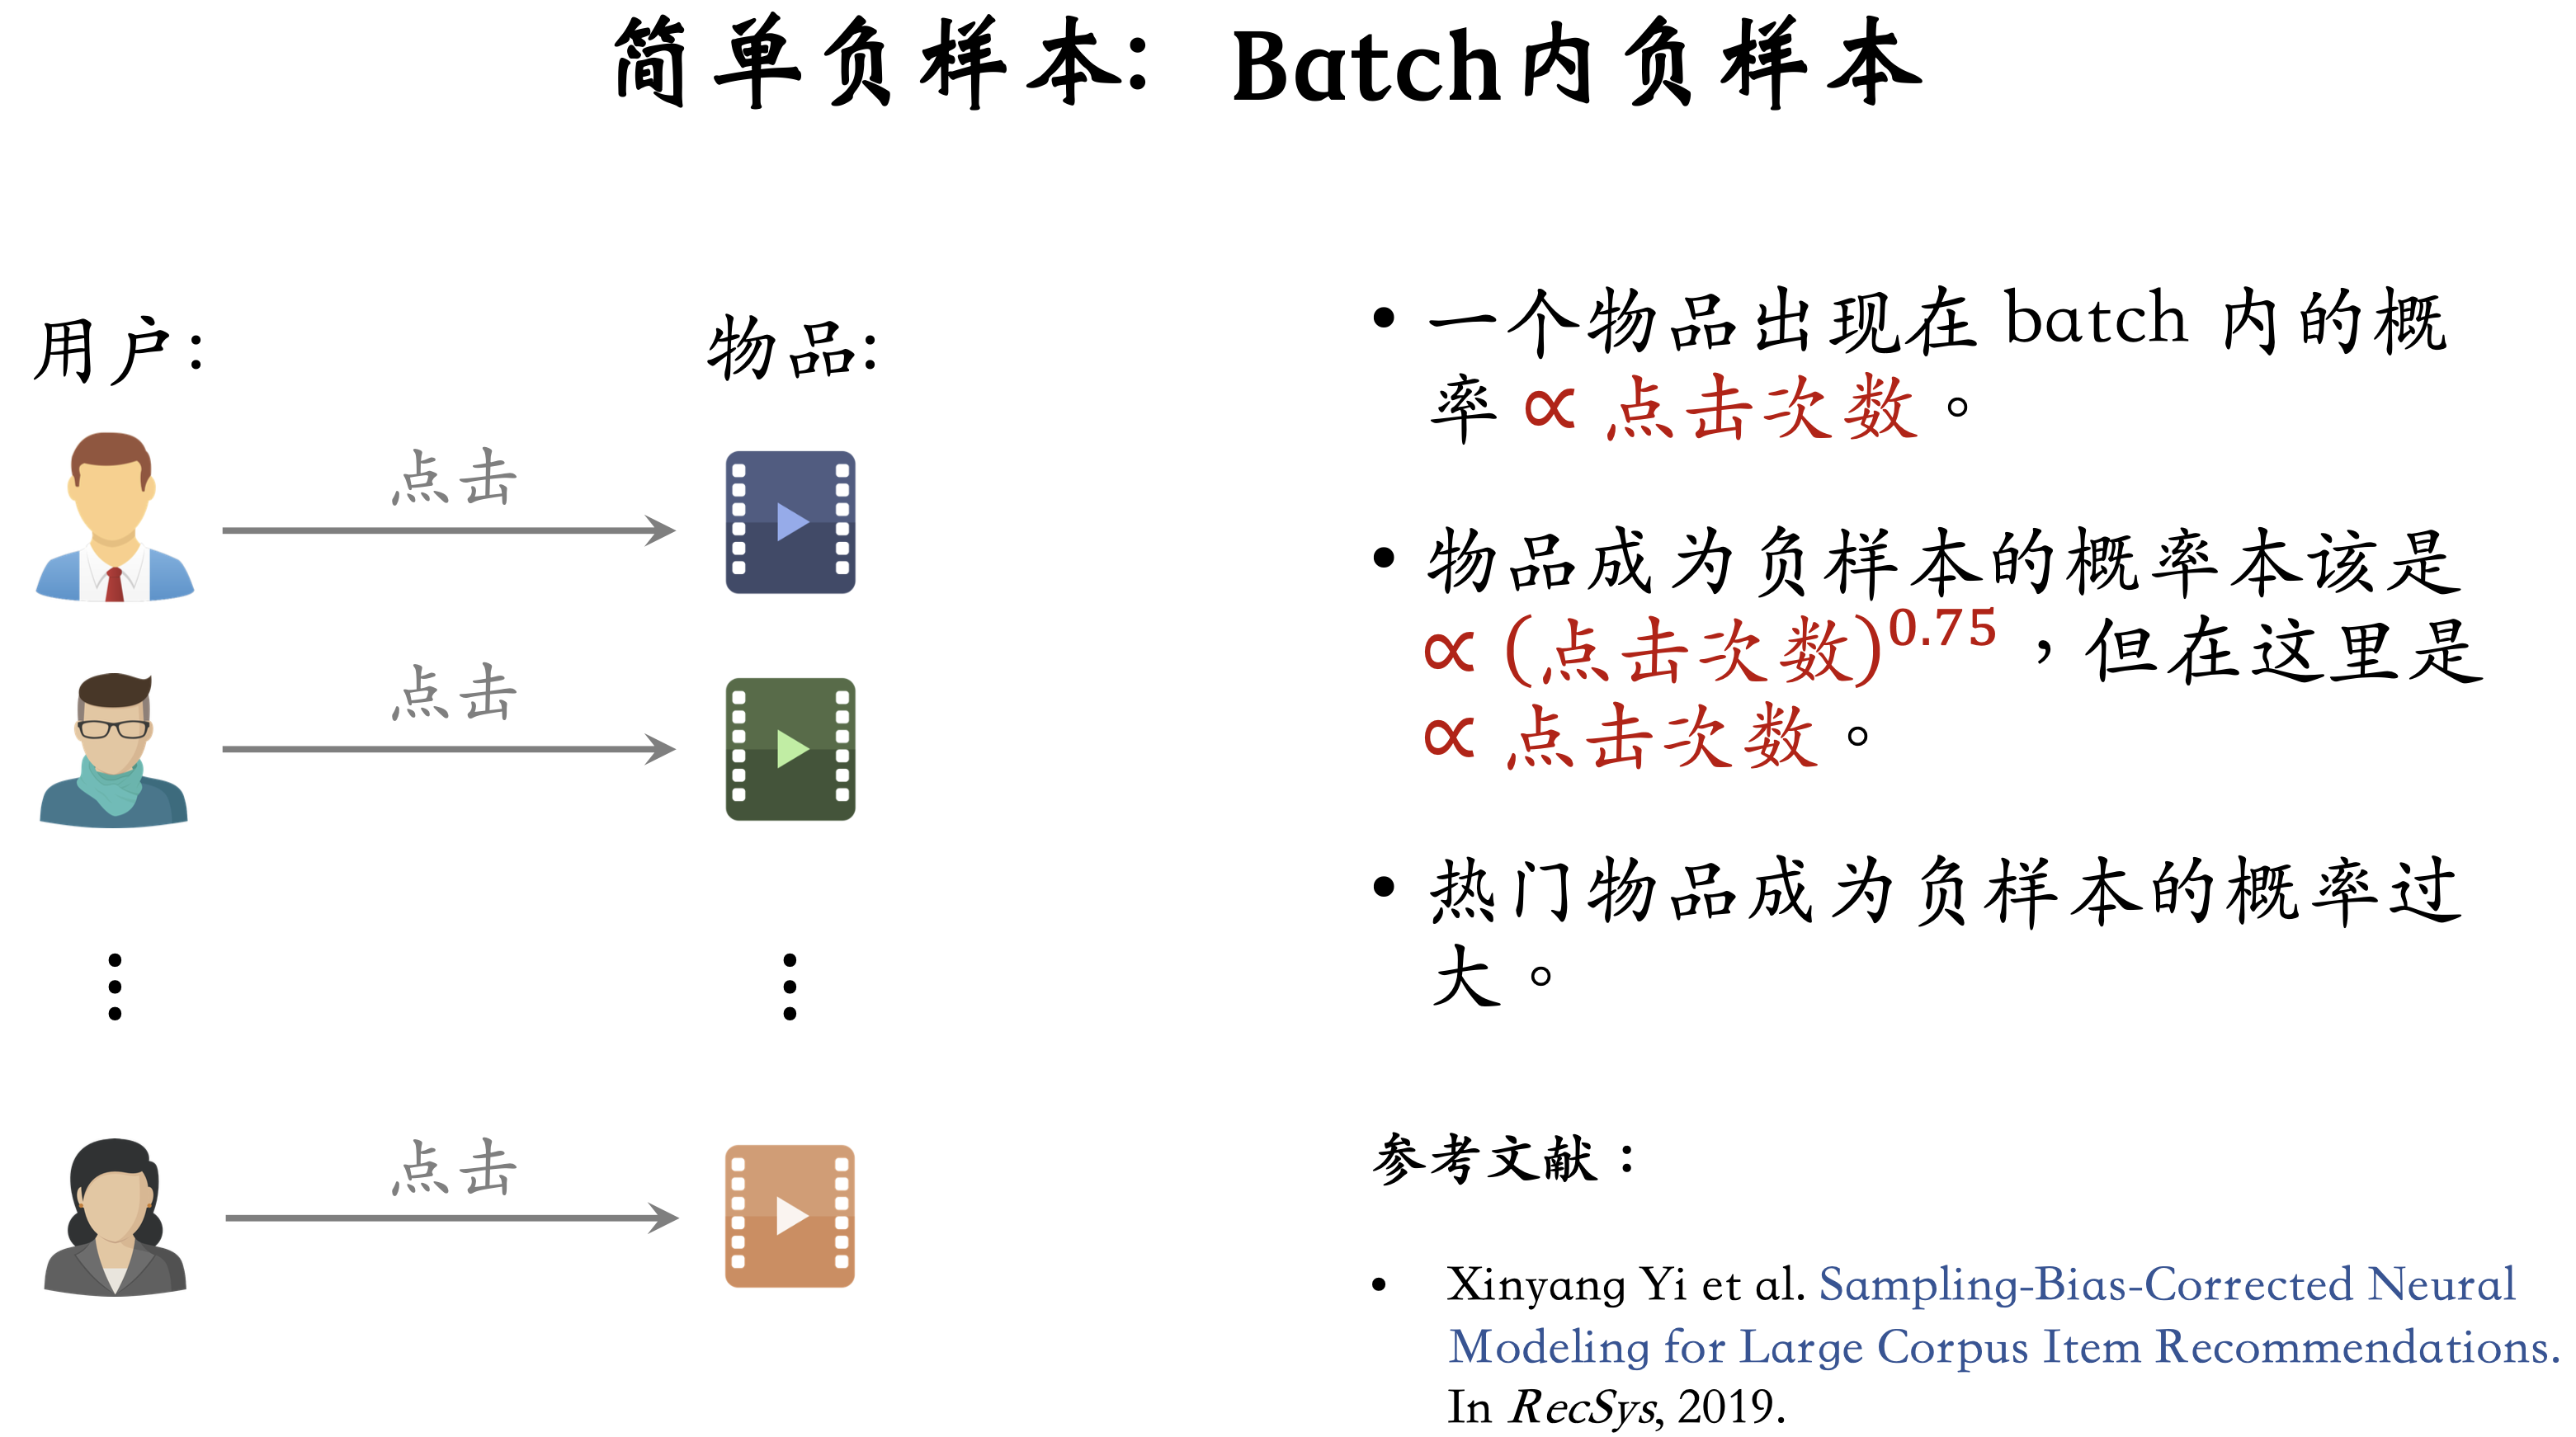 简单负样本： Batch内负样本
用户：
物品：
点击
点击
点击
• 一个物品出现在 batch 内的概
率 ∝ 点击次数。
• 物品成为负样本的概率本该是
∝ (点击次数)^0.75，但在这里是
∝ 点击次数。
• 热门物品成为负样本的概率过
大。
参考文献：
• Xinyang Yi et al. Sampling-Bias-Corrected Neural
Modeling for Large Corpus Item Recommendations.
In RecSys, 2019.